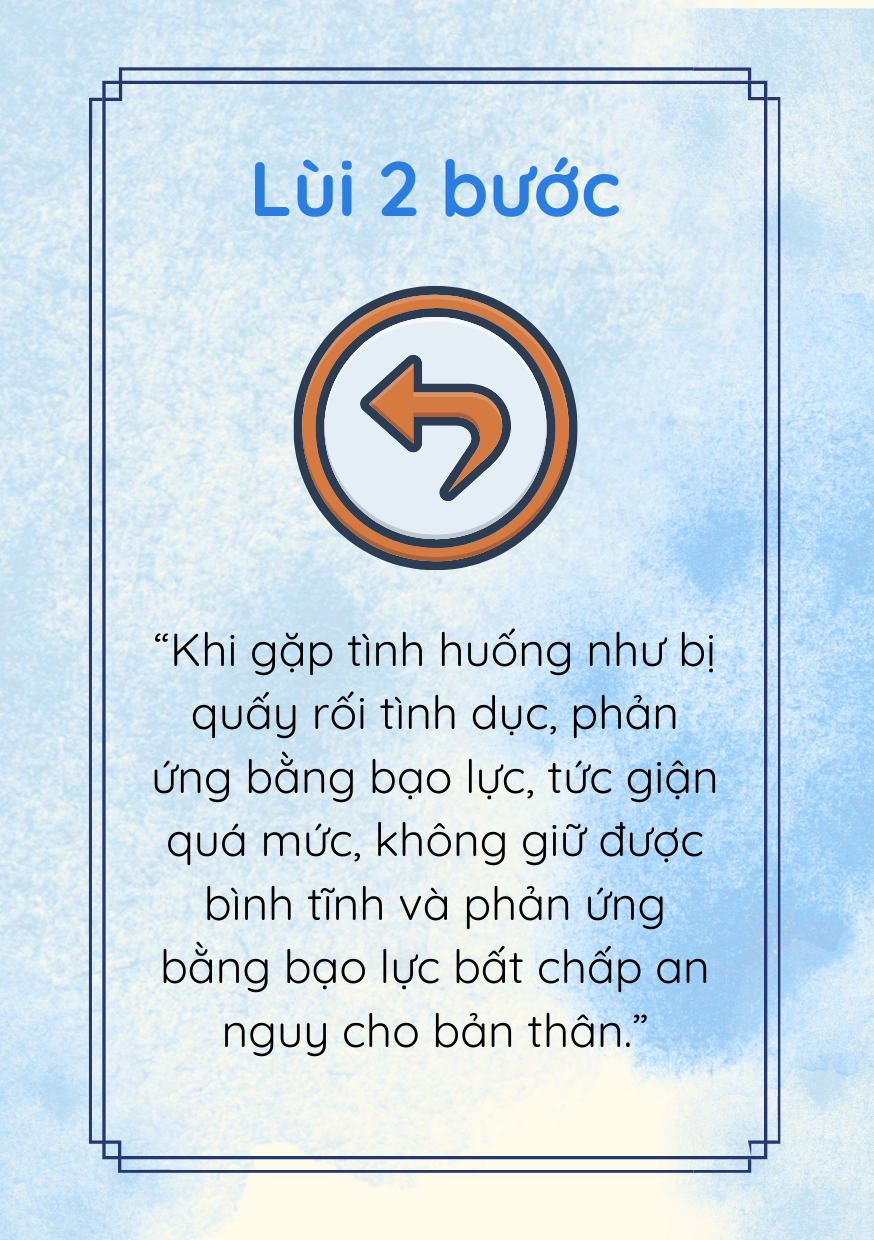 Lùi 2 bước
“Khi gặp tình huống như bị
quấy rối tình dục, phản
ứng bằng bạo lực, tức giận
quá mức, không giữ được
bình tĩnh và phản ứng
bằng bạo lực bất chấp an
nguy cho bản thân.”